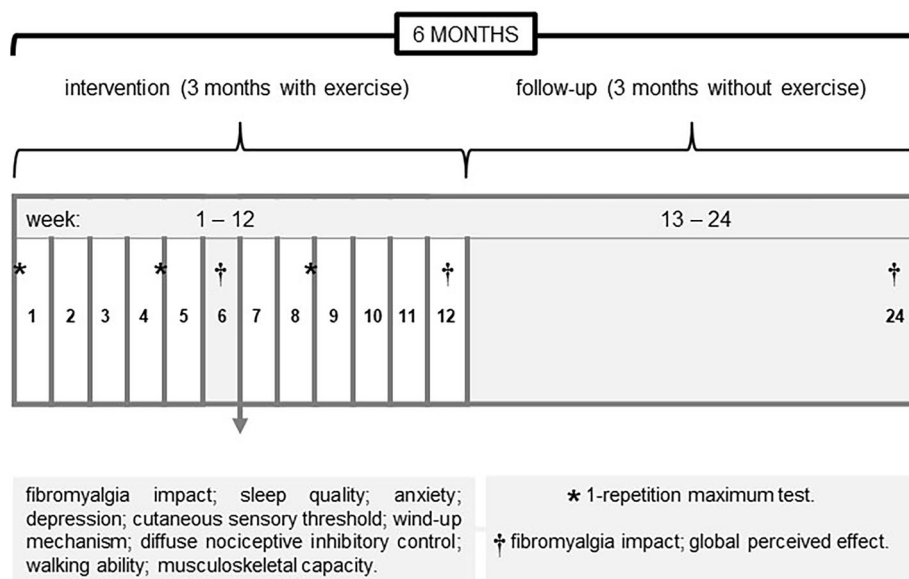 6 MONTHS
intervention (3 months with exercise) follow-up (3 months without exercise)
week: 1 – 12 13 – 24
* * † * † †
1 2 3 4 5 6 7 8 9 10 11 12 24
fibromyalgia impact; sleep quality; anxiety;
depression; cutaneous sensory threshold; wind-up
mechanism; diffuse nociceptive inhibitory control;
walking ability; musculoskeletal capacity.
* 1-repetition maximum test.
† fibromyalgia impact; global perceived effect.